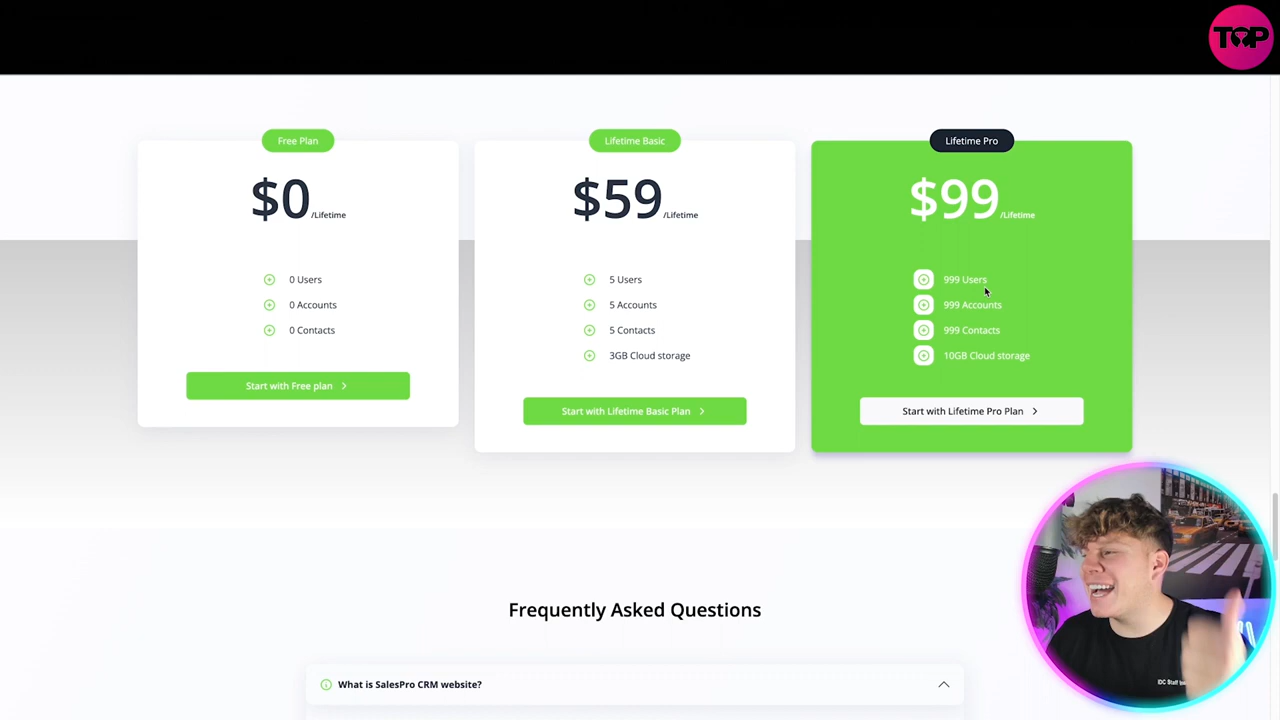 TOP
Free Plan
$0 /Lifetime
0 Users
0 Accounts
0 Contacts
Start with Free plan
Lifetime Basic
$59 /Lifetime
5 Users
5 Accounts
5 Contacts
3GB Cloud storage
Start with Lifetime Basic Plan
Lifetime Pro
$99 /Lifetime
999 Users
999 Accounts
999 Contacts
10GB Cloud storage
Start with Lifetime Pro Plan
Frequently Asked Questions
What is SalesPro CRM website?
IDC Staff